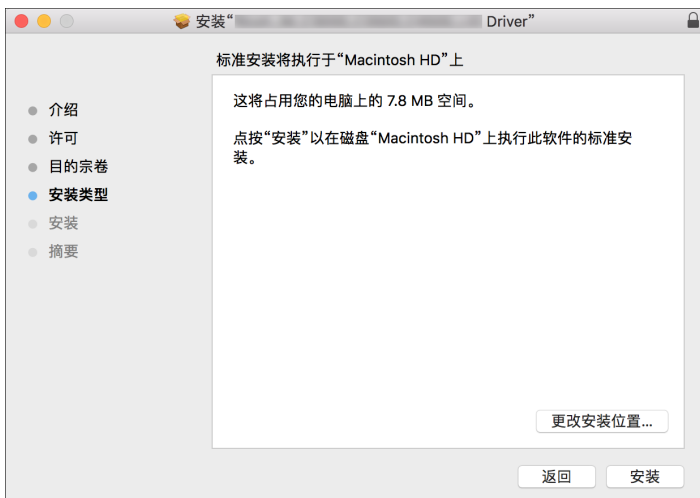 安装“ Driver”
标准安装将执行于“Macintosh HD”上
介绍
许可
目的宗卷
安装类型
安装
摘要
这将占用您的电脑上的 7.8 MB 空间。
点按“安装”以在磁盘“Macintosh HD”上执行此软件的标准安
装。
更改安装位置...
返回
安装